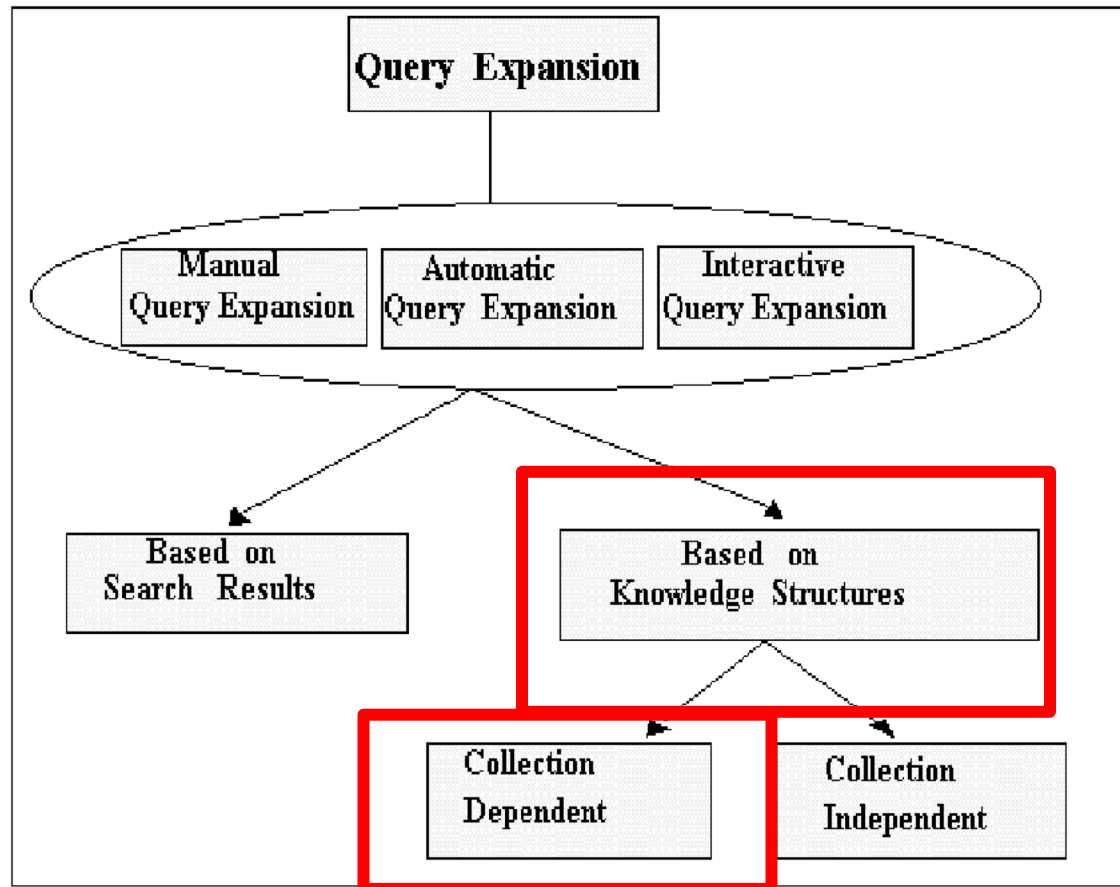 Query Expansion
Manual
Query Expansion
Automatic
Query Expansion
Interactive
Query Expansion
Based on
Search Results
Based on
Knowledge Structures
Collection
Dependent
Collection
Independent